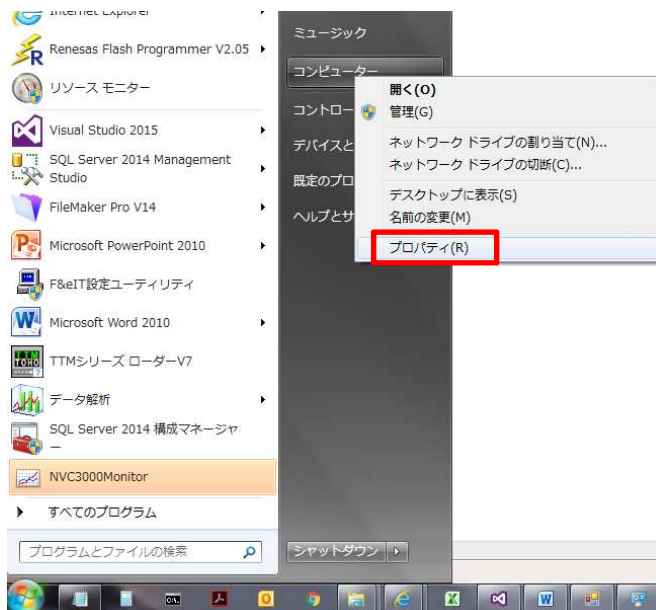 Internet Explorer
Renesas Flash Programmer V2.05
リソース モニター
Visual Studio 2015
SQL Server 2014 Management
Studio
FileMaker Pro V14
Microsoft PowerPoint 2010
F&eIT設定ユーティリティ
Microsoft Word 2010
TTMシリーズ ローダーV7
データ解析
SQL Server 2014 構成マネージャ
ー
NVC3000Monitor
すべてのプログラム
プログラムとファイルの検索
ミュージック
コンピューター
コントロー
デバイスと
既定のプロ
ヘルプとサ
シャットダウン
開く(O)
管理(G)
ネットワーク ドライブの割り当て(N)...
ネットワーク ドライブの切断(C)...
デスクトップに表示(S)
名前の変更(M)
プロパティ(R)